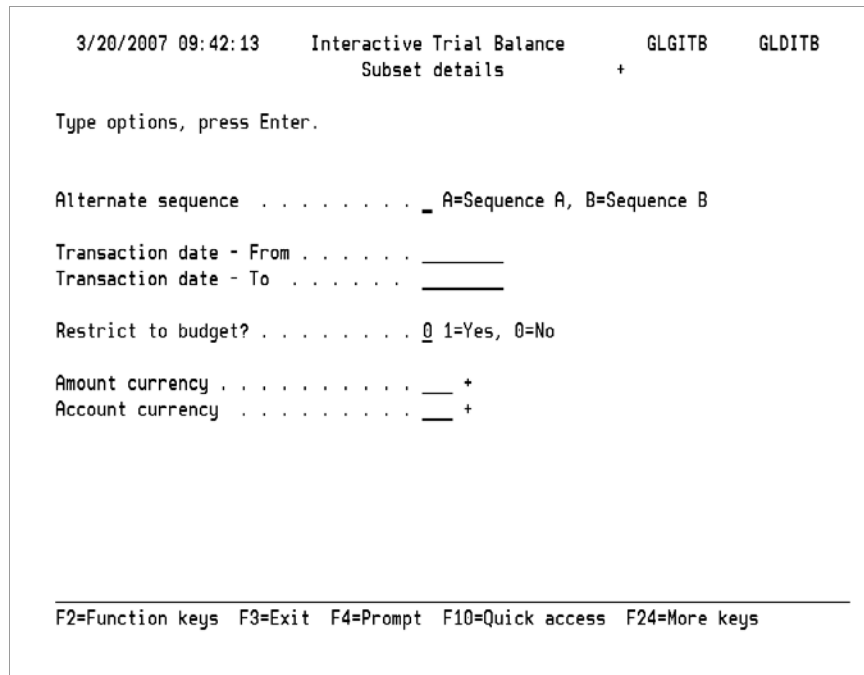 3/20/2007 09:42:13 Interactive Trial Balance GLGITB GLDITB
Subset details +
Type options, press Enter.
Alternate sequence . . . . . . . . _ A=Sequence A, B=Sequence B
Transaction date - From . . . . . . ________
Transaction date - To . . . . . . ________
Restrict to budget? . . . . . . . . 0 1=Yes, 0=No
Amount currency . . . . . . . . . . ___ +
Account currency . . . . . . . . . ___ +
F2=Function keys F3=Exit F4=Prompt F10=Quick access F24=More keys